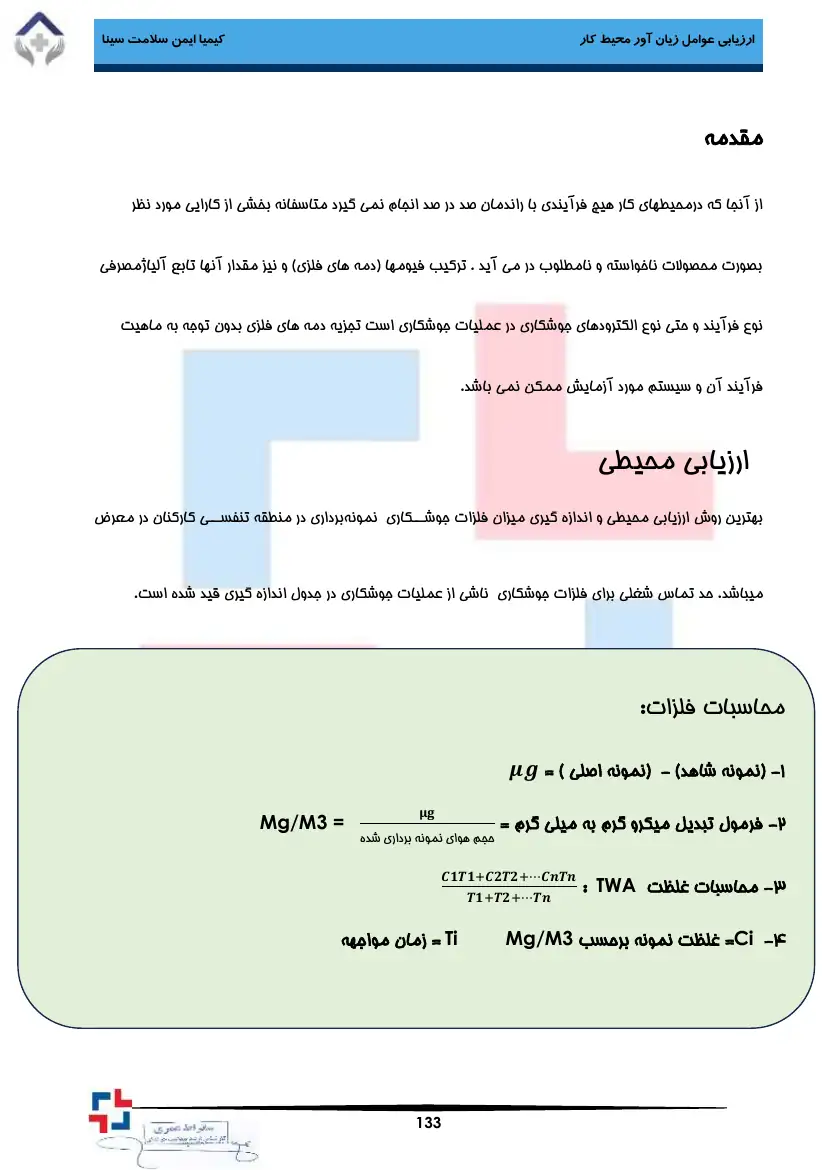 ارزیابی عوامل زیان آور محیط کار
کیمیا ایمن سلامت سینا
مقدمه
از آنجا که درمحیطهای کار هیچ فرآیندی با راندمان صد در صد انجام نمی گیرد متاسفانه بخشی از کارایی مورد نظر
بصورت محصولات ناخواسته و نامطلوب در می آید . ترکیب فیومها (دمه های فلزی) و نیز مقدار آنها تابع آلیاژمصرفی
نوع فرآیند و حتی نوع الکترودهای جوشکاری در عملیات جوشکاری است تجزیه دمه های فلزی بدون توجه به ماهیت
فرآیند آن و سیستم مورد آزمایش ممکن نمی باشد.
ارزیابی محیطی
بهترین روش ارزیابی محیطی و اندازه گیری میزان فلزات جوشــکاری نمونه‌برداری در منطقه تنفســی کارکنان در معرض
میباشد. حد تماس شغلی برای فلزات جوشکاری ناشی از عملیات جوشکاری در جدول اندازه گیری قید شده است.
محاسبات فلزات:
۱- (نمونه شاهد) - (نمونه اصلی ) = μg
۲- فرمول تبدیل میکرو گرم به میلی گرم = μg / حجم هوای نمونه برداری شده = Mg/M3
۳- محاسبات غلظت TWA : C1T1+C2T2+⋯CnTn / T1+T2+⋯Tn
۴- Ci= غلظت نمونه برحسب Mg/M3 Ti = زمان مواجهه
133